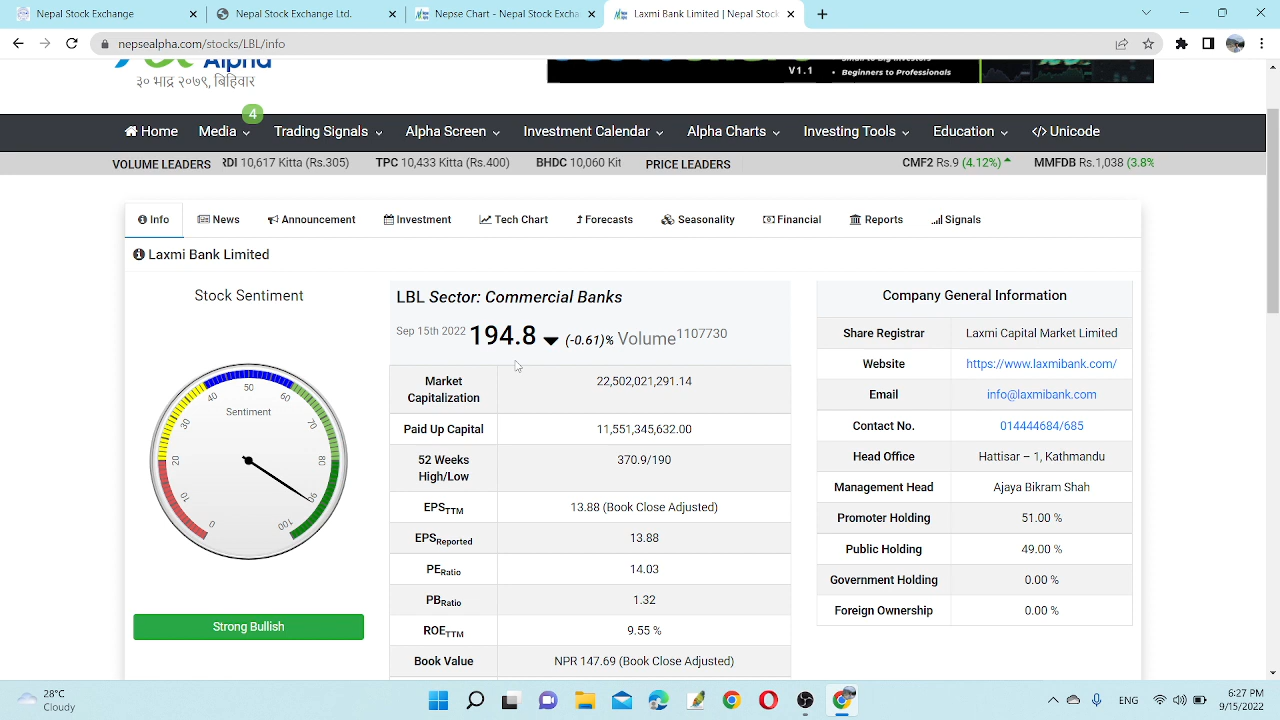 Nepal Stock Exchange Ltd.
Nepse Chart - Nepal Stock Exchan
Laxmi Bank Limited | Nepal Stock
nepsealpha.com/stocks/LBL/info
Alpha
३० भाद्र २०७९, बिहिवार
V1.1
Small to Big Investors
• Beginners to Professionals
4
Home Media Trading Signals Alpha Screen Investment Calendar Alpha Charts Investing Tools Education </> Unicode
VOLUME LEADERS RDI 10,617 Kitta (Rs.305) TPC 10,433 Kitta (Rs.400) BHDC 10,060 Kit PRICE LEADERS CMF2 Rs.9 (4.12%) MMFDB Rs.1,038 (3.8%
Info News Announcement Investment Tech Chart Forecasts Seasonality Financial Reports Signals
Laxmi Bank Limited
Stock Sentiment
Sentiment
0
10
20
30
40
50
60
70
80
90
100
Strong Bullish
LBL Sector: Commercial Banks
Sep 15th 2022 194.8 (-0.61)% Volume 1107730
Market Capitalization 22,502,021,291.14
Paid Up Capital 11,551,345,632.00
52 Weeks High/Low 370.9/190
EPSTTM 13.88 (Book Close Adjusted)
EPSReported 13.88
PERatio 14.03
PBRatio 1.32
ROETTM 9.55 %
Book Value NPR 147.69 (Book Close Adjusted)
Company General Information
Share Registrar Laxmi Capital Market Limited
Website https://www.laxmibank.com/
Email info@laxmibank.com
Contact No. 014444684/685
Head Office Hattisar – 1, Kathmandu
Management Head Ajaya Bikram Shah
Promoter Holding 51.00 %
Public Holding 49.00 %
Government Holding 0.00 %
Foreign Ownership 0.00 %
28°C
Cloudy
ENG
6:27 PM
9/15/2022